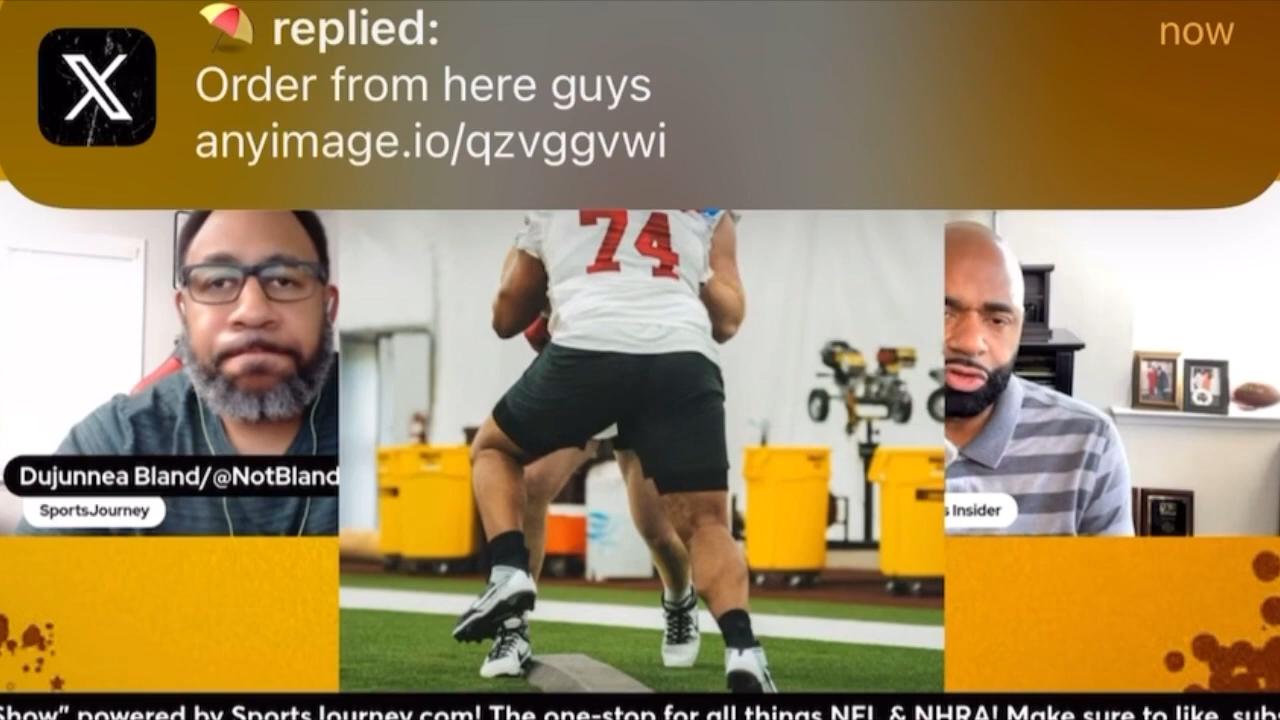 replied:
now
Order from here guys
anyimage.io/qzvggvwi
74
Dujunnea Bland/@NotBland
SportsJourney
s Insider
Show" powered by SportsJourney.com! The one-stop for all things NFL & NHRA! Make sure to like, sub